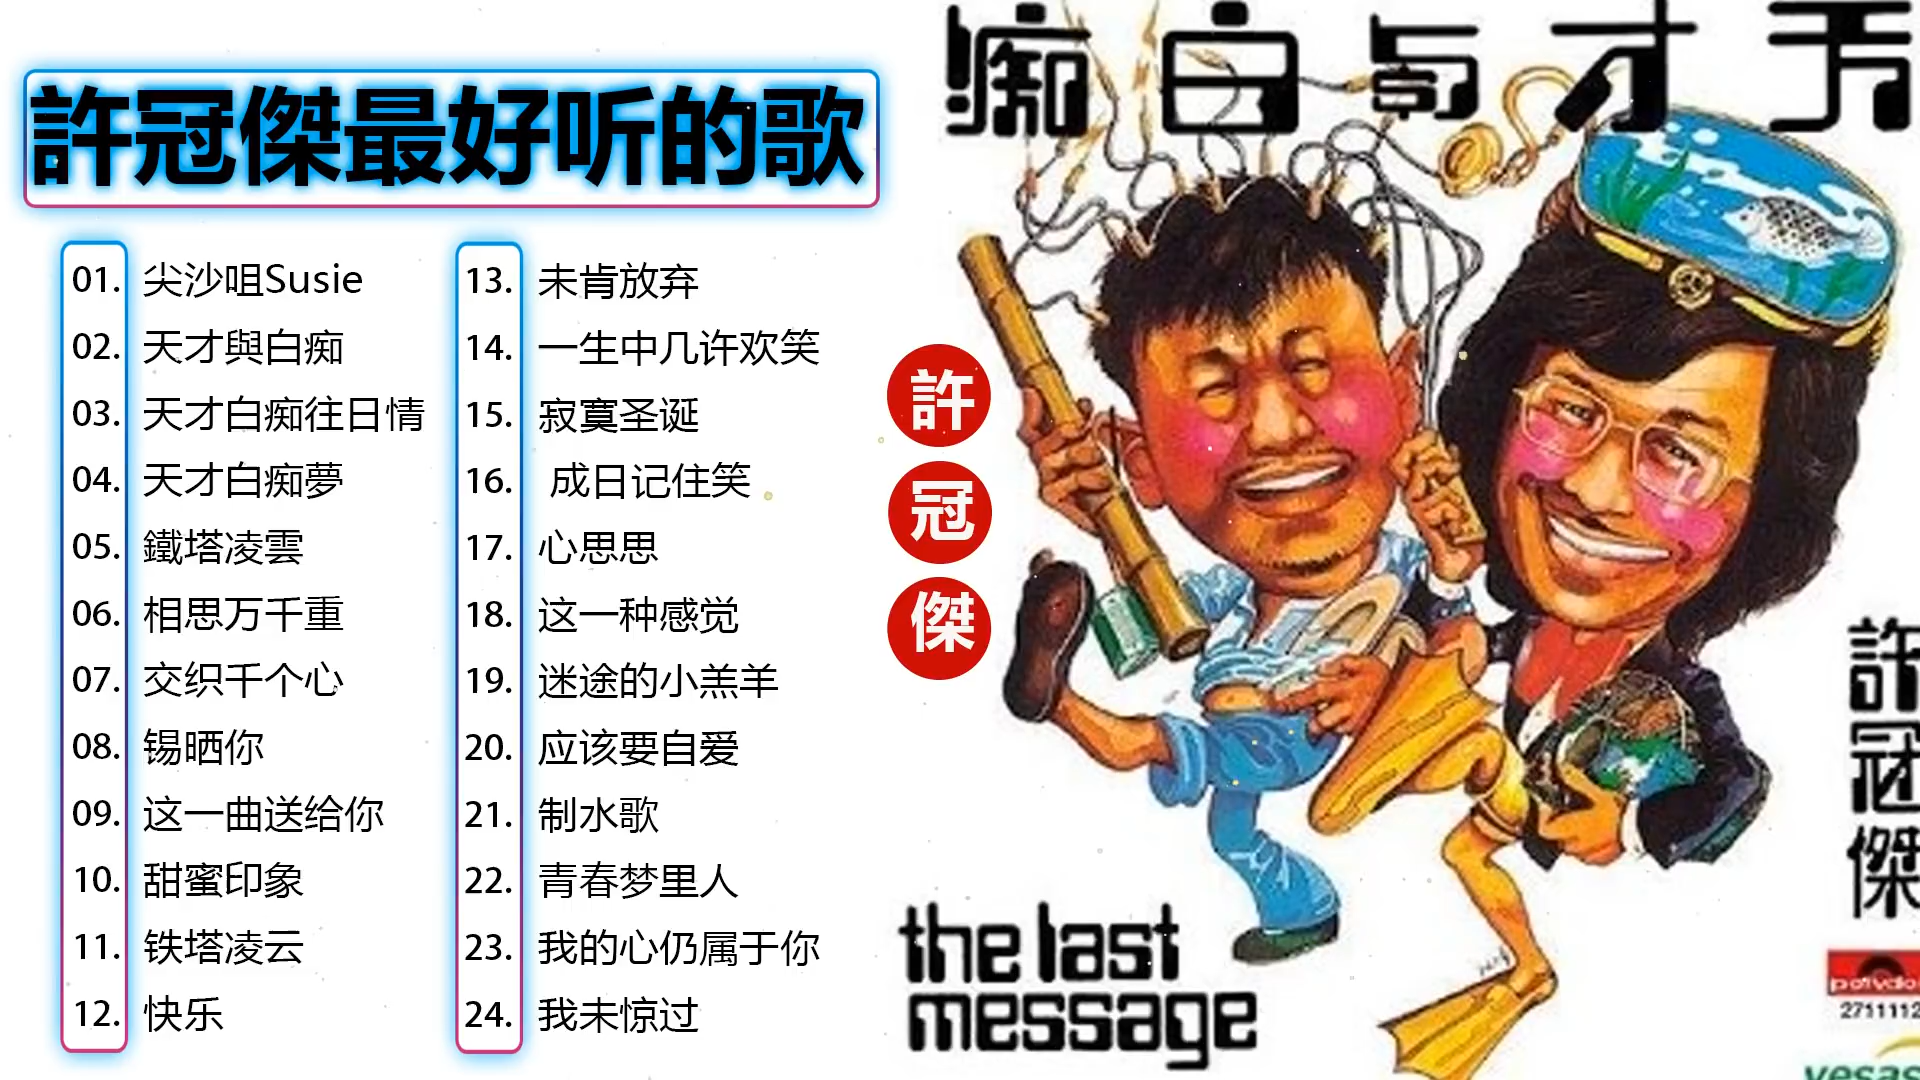 許冠傑最好听的歌
01. 尖沙咀Susie
02. 天才與白痴
03. 天才白痴往日情
04. 天才白痴夢
05. 鐵塔凌雲
06. 相思万千重
07. 交织千个心
08. 锡晒你
09. 这一曲送给你
10. 甜蜜印象
11. 铁塔凌云
12. 快乐
13. 未肯放弃
14. 一生中几许欢笑
15. 寂寞圣诞
16. 成日记住笑
17. 心思思
18. 这一种感觉
19. 迷途的小羔羊
20. 应该要自爱
21. 制水歌
22. 青春梦里人
23. 我的心仍属于你
24. 我未惊过
許
冠
傑
痴白与才天
許冠傑
the last
message
polydo
2711112
vesas